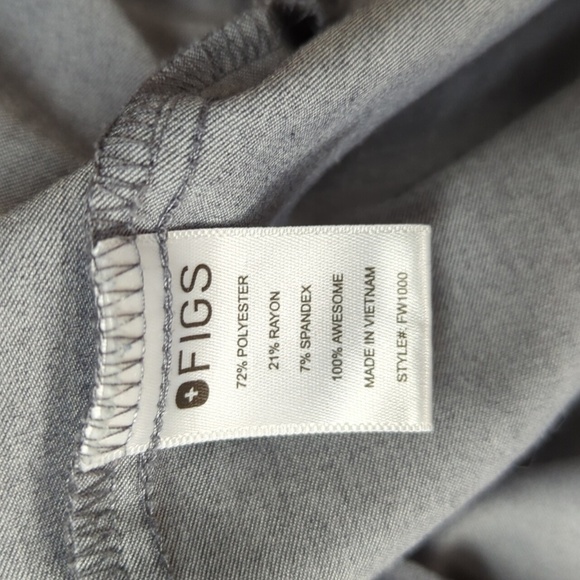 FIGS
72% POLYESTER
21% RAYON
7% SPANDEX
100% AWESOME
MADE IN VIETNAM
STYLE#: FW1000